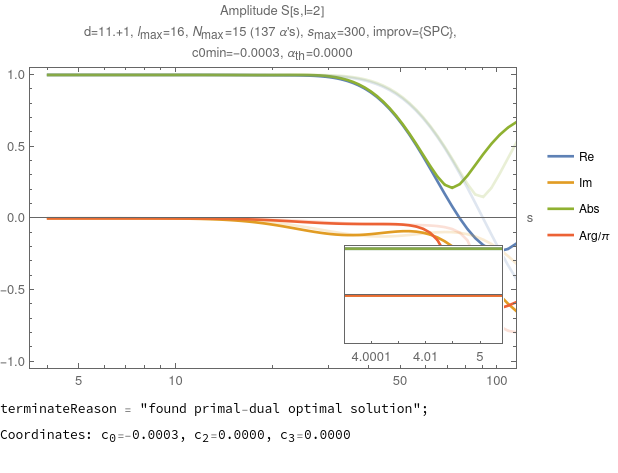 Amplitude S[s,l=2]
d=11.+1, lmax=16, Nmax=15 (137 α's), smax=300, improv={SPC},
c0min=−0.0003, αth=0.0000
1.0
0.5
0.0
−0.5
−1.0
s
Re
Im
Abs
Arg/π
4.0001 4.01 5
5 10 50 100
terminateReason = "found primal-dual optimal solution";
Coordinates: c0=-0.0003, c2=0.0000, c3=0.0000